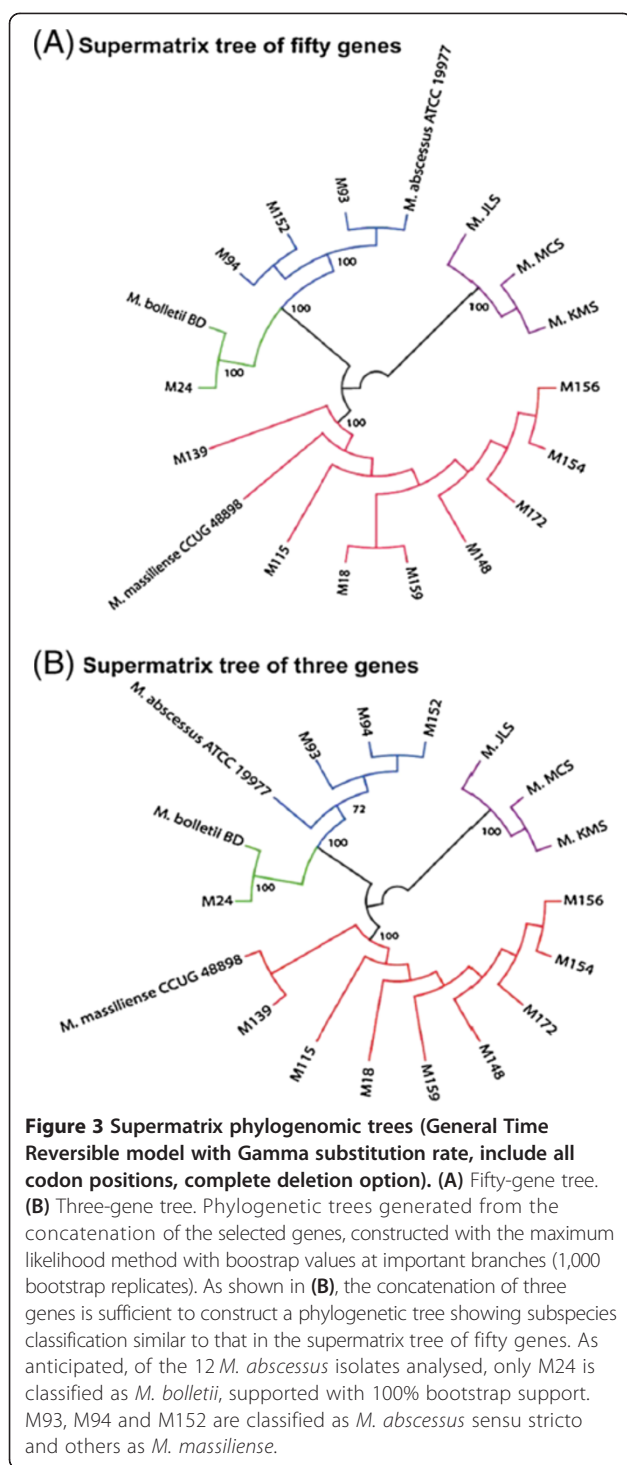 (A) Supermatrix tree of fifty genes
M. abscessus ATCC 19977
M93
M152
M94
M. JLS
M. MCS
M. KMS
100
100
100
M. bolletii BD
100
M24
M156
100
M139
M154
M. massiliense CCUG 48898
M172
M115
M148
M18
M159
(B) Supermatrix tree of three genes
M. abscessus ATCC 19977
M93
M94
M152
M. JLS
M. MCS
M. KMS
72
100
100
M. bolletii BD
100
M24
M156
100
M. massiliense CCUG 48898
M154
M139
M172
M115
M148
M18
M159
Figure 3 Supermatrix phylogenomic trees (General Time
Reversible model with Gamma substitution rate, include all
codon positions, complete deletion option). (A) Fifty-gene tree.
(B) Three-gene tree. Phylogenetic trees generated from the
concatenation of the selected genes, constructed with the maximum
likelihood method with boostrap values at important branches (1,000
bootstrap replicates). As shown in (B), the concatenation of three
genes is sufficient to construct a phylogenetic tree showing subspecies
classification similar to that in the supermatrix tree of fifty genes. As
anticipated, of the 12 M. abscessus isolates analysed, only M24 is
classified as M. bolletii, supported with 100% bootstrap support.
M93, M94 and M152 are classified as M. abscessus sensu stricto
and others as M. massiliense.